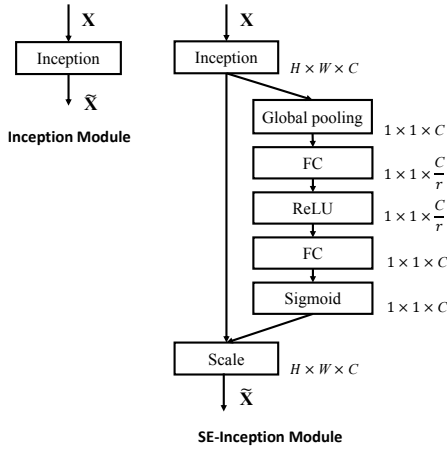 X
Inception
X̃
Inception Module
X
Inception
H × W × C
Global pooling
1 × 1 × C
FC
1 × 1 × C/r
ReLU
1 × 1 × C/r
FC
1 × 1 × C
Sigmoid
1 × 1 × C
Scale
H × W × C
X̃
SE-Inception Module